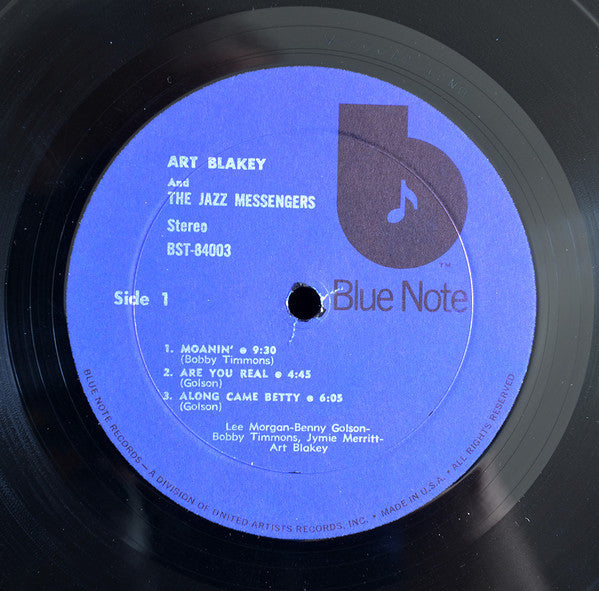 ART BLAKEY
And
THE JAZZ MESSENGERS
Stereo
BST-84003
Side 1
b
TM
Blue Note
1. MOANIN' • 9:30
(Bobby Timmons)
2. ARE YOU REAL • 4:45
(Golson)
3. ALONG CAME BETTY • 6:05
(Golson)
Lee Morgan-Benny Golson-
Bobby Timmons, Jymie Merritt-
Art Blakey
BLUE NOTE RECORDS — A DIVISION OF UNITED ARTISTS RECORDS, INC. • MADE IN U.S.A. • ALL RIGHTS RESERVED